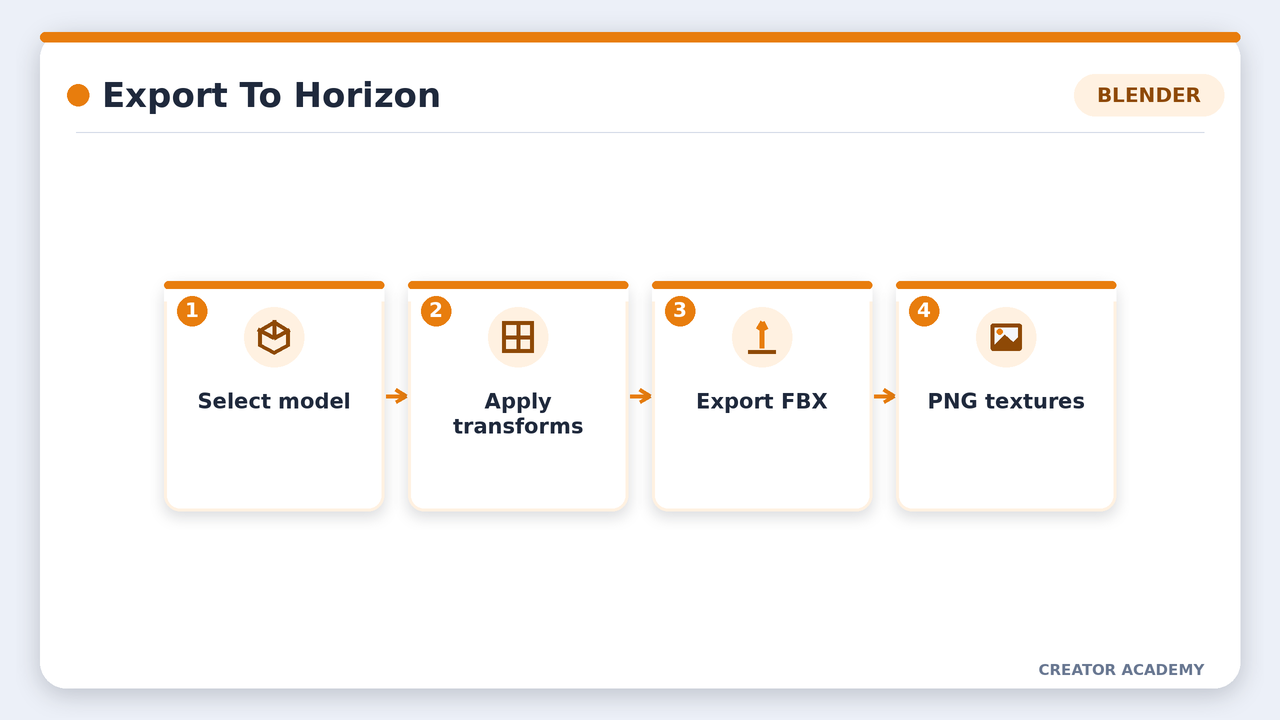 Export To Horizon
BLENDER
1
Select model
2
Apply
transforms
3
Export FBX
4
PNG textures
CREATOR ACADEMY